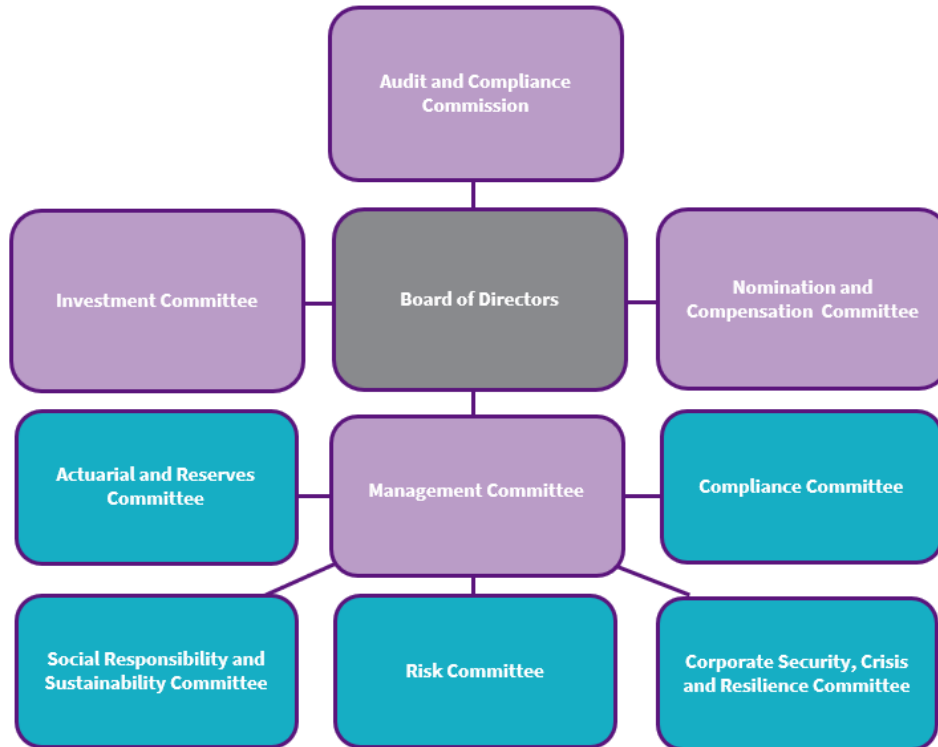 Audit and Compliance
Commission
Investment Committee
Board of Directors
Nomination and
Compensation Committee
Actuarial and Reserves
Committee
Management Committee
Compliance Committee
Social Responsibility and
Sustainability Committee
Risk Committee
Corporate Security, Crisis
and Resilience Committee